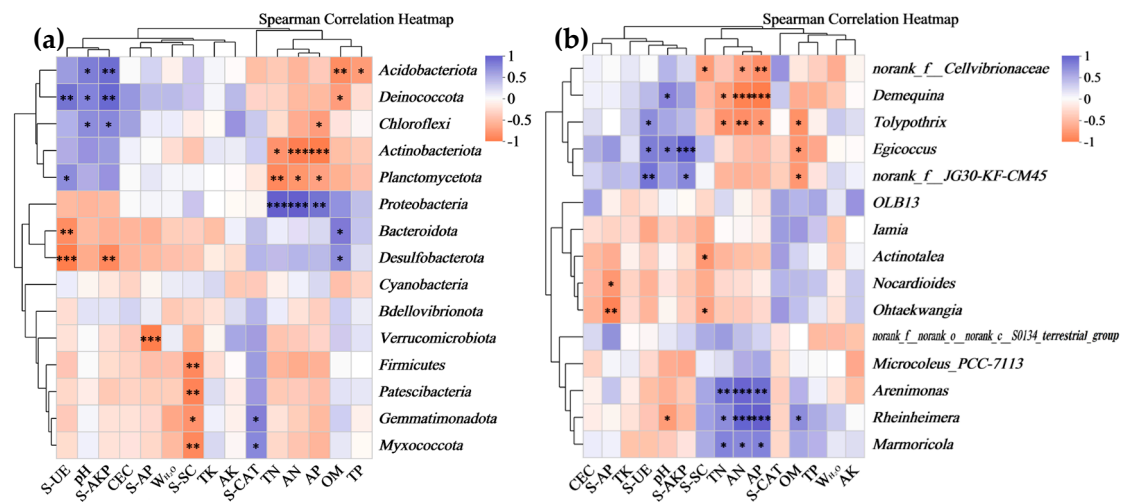 Spearman Correlation Heatmap
(a)
1
0.5
0
-0.5
-1
* ** ** * Acidobacteriota
** * ** * Deinococcota
* * * Chloroflexi
* *** *** Actinobacteriota
* ** * * Planctomycetota
*** *** ** Proteobacteria
** * Bacteroidota
*** ** * Desulfobacterota
Cyanobacteria
Bdellovibrionota
*** Verrucomicrobiota
** Firmicutes
** Patescibacteria
* * Gemmatimonadota
** * Myxococcota
S-UE pH S-AKP CEC S-AP W_H₂O S-SC TK AK S-CAT TN AN AP OM TP
Spearman Correlation Heatmap
(b)
1
0.5
0
-0.5
-1
* * ** norank_f__Cellvibrionaceae
* * *** *** Demequina
* * ** * * Tolypothrix
* * *** * Egicoccus
** * * norank_f__JG30-KF-CM45
OLB13
Iamia
* Actinotalea
* Nocardioides
** * Ohtaekwangia
norank_f_norank_o__norank_c__S0134_terrestrial_group
Microcoleus_PCC-7113
** *** ** Arenimonas
* * *** *** * Rheinheimera
* * * Marmoricola
CEC S-AP TK S-UE pH S-AKP S-SC TN AN AP S-CAT OM TP W_H₂O AK